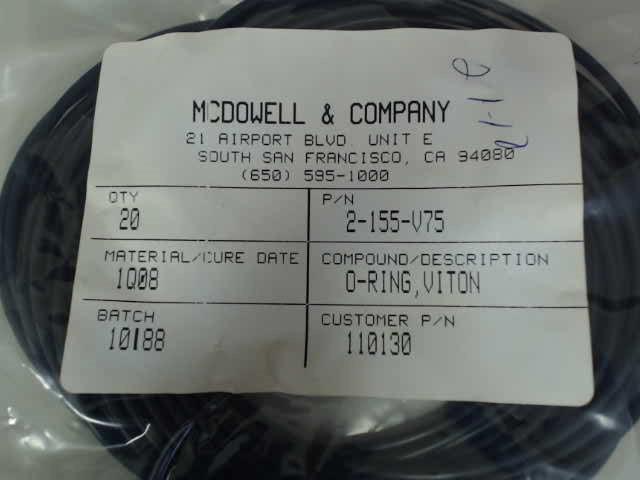 MCDOWELL & COMPANY
21 AIRPORT BLVD. UNIT E
SOUTH SAN FRANCISCO, CA 94080
(650) 595-1000
QTY
20
P/N
2-155-V75
MATERIAL/CURE DATE
1Q08
COMPOUND/DESCRIPTION
O-RING,VITON
BATCH
10188
CUSTOMER P/N
110130